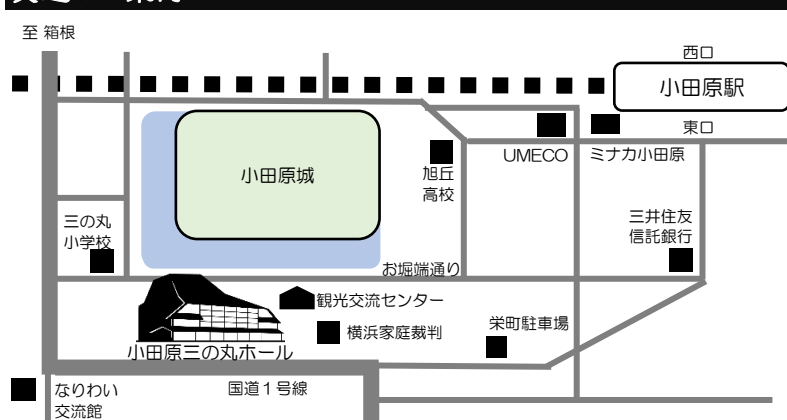 至 箱根
西口
小田原駅
東口
UMECO
ミナカ小田原
小田原城
旭丘
高校
三の丸
小学校
三井住友
信託銀行
お堀端通り
観光交流センター
横浜家庭裁判
栄町駐車場
小田原三の丸ホール
国道1号線
なりわい
交流館